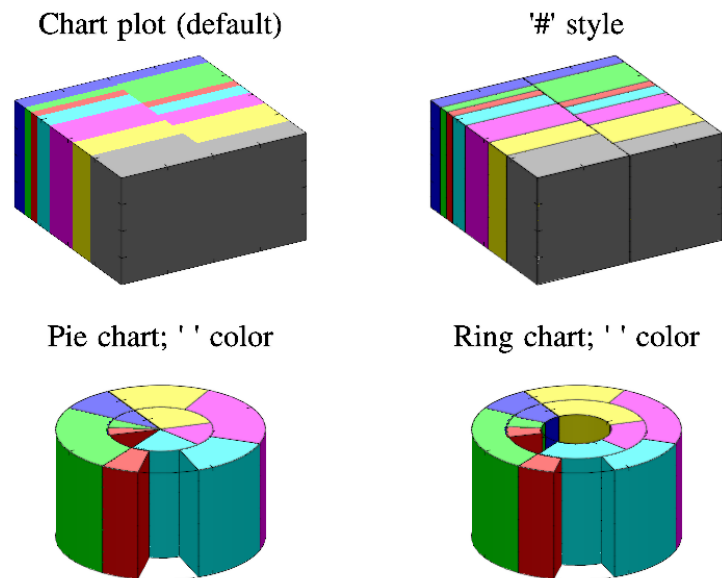 Chart plot (default)
'#' style
Pie chart; ' ' color
Ring chart; ' ' color